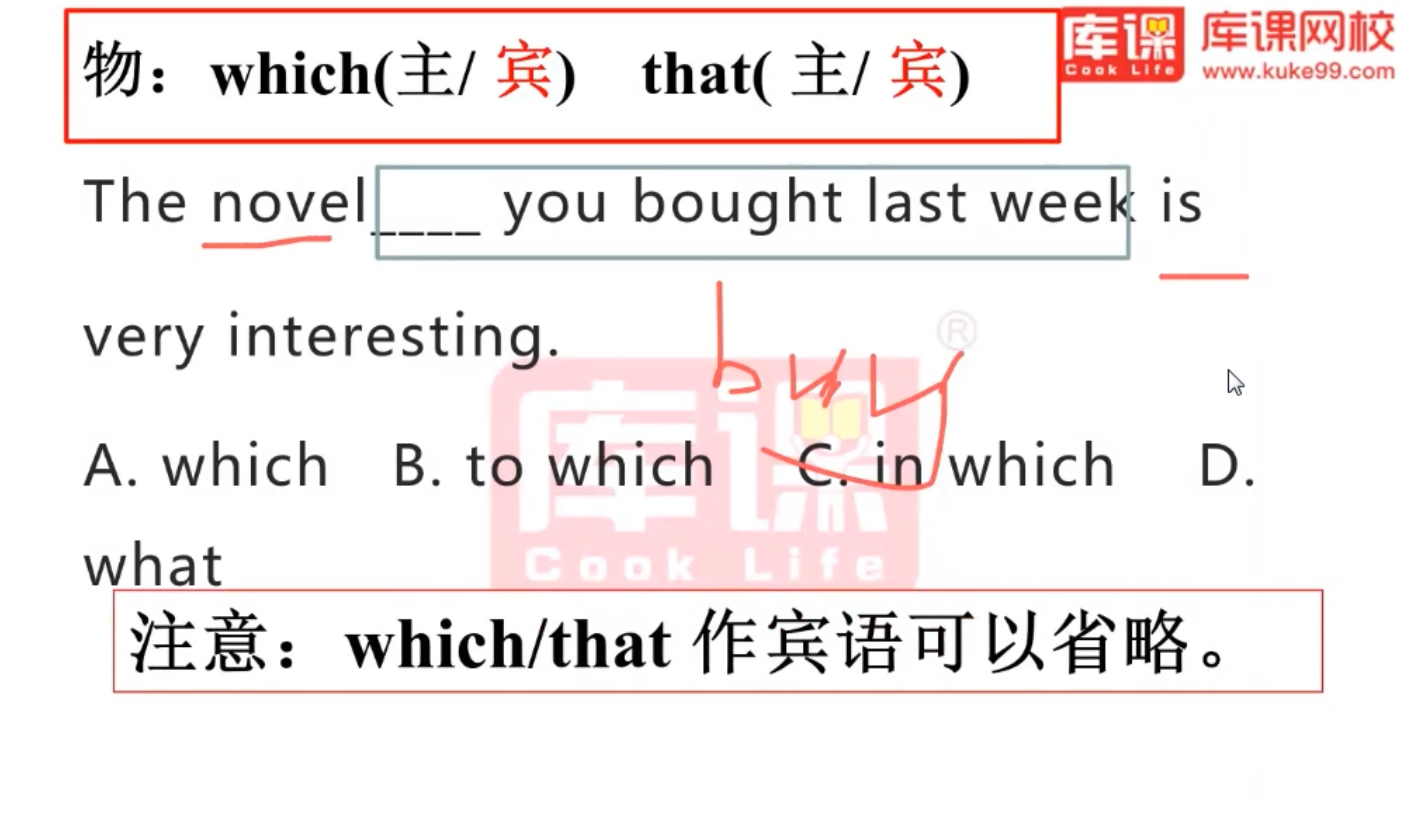 物：which(主/ 宾) that( 主/ 宾)
库课 库课网校
Cook Life www.kuke99.com
The novel____ you bought last week is
buy
very interesting.
®
A. which B. to which C. in which D.
库课
Cook Life
what
注意：which/that 作宾语可以省略。